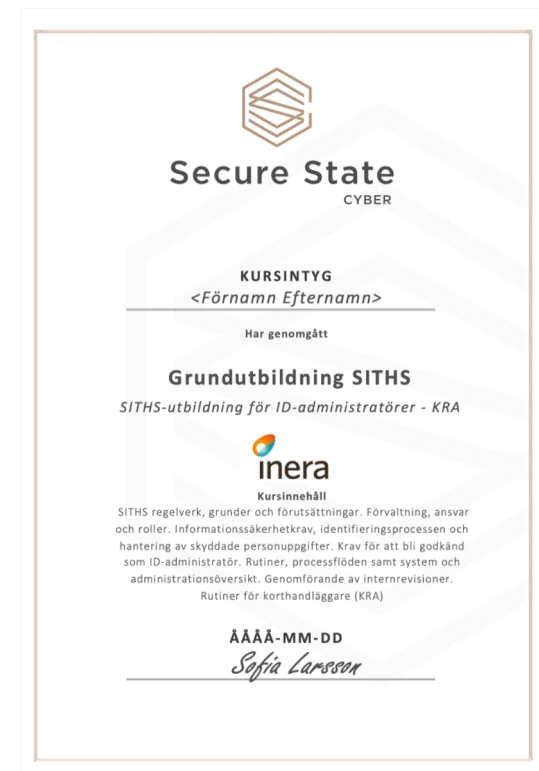 Secure State
CYBER
KURSINTYG
<Förnamn Efternamn>
Har genomgått
Grundutbildning SITHS
SITHS-utbildning för ID-administratörer - KRA
inera
Kursinnehåll
SITHS regelverk, grunder och förutsättningar. Förvaltning, ansvar
och roller. Informationssäkerhetkrav, identifieringsprocessen och
hantering av skyddade personuppgifter. Krav för att bli godkänd
som ID-administratör. Rutiner, processflöden samt system och
administrationsöversikt. Genomförande av internrevisioner.
Rutiner för korthandläggare (KRA)
ÅÅÅÅ-MM-DD
Sofia Larsson